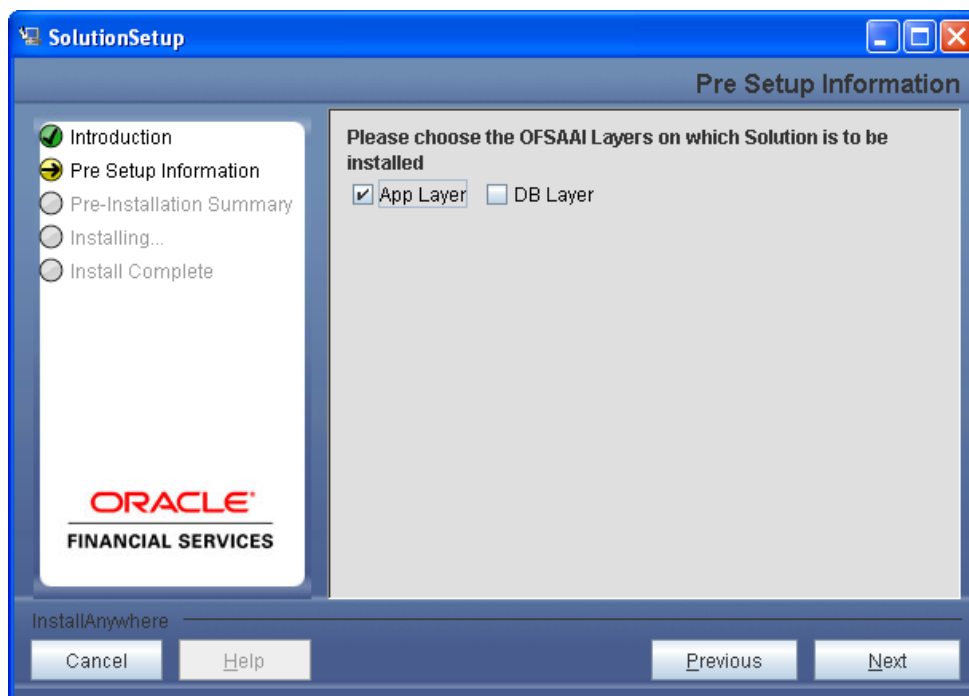 SolutionSetup
Pre Setup Information
Introduction
Pre Setup Information
Pre-Installation Summary
Installing...
Install Complete
Please choose the OFSAAI Layers on which Solution is to be
installed
App Layer DB Layer
ORACLE
FINANCIAL SERVICES
InstallAnywhere
Cancel Help Previous Next